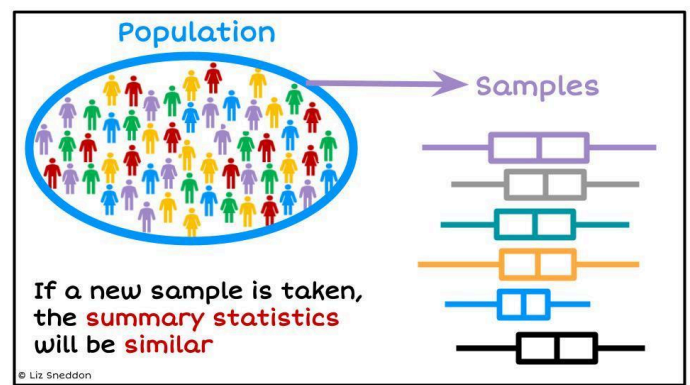 Population
Samples
If a new sample is taken,
the summary statistics
will be similar
© Liz Sneddon